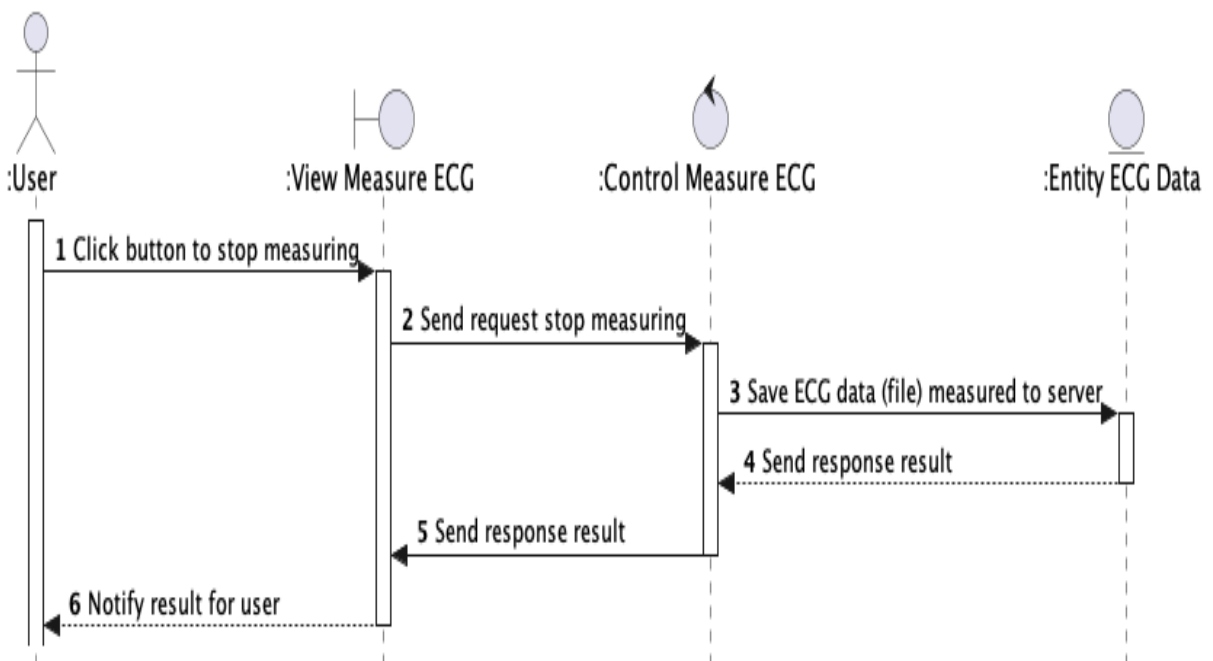 :User
:View Measure ECG
:Control Measure ECG
:Entity ECG Data
1 Click button to stop measuring
2 Send request stop measuring
3 Save ECG data (file) measured to server
4 Send response result
5 Send response result
6 Notify result for user